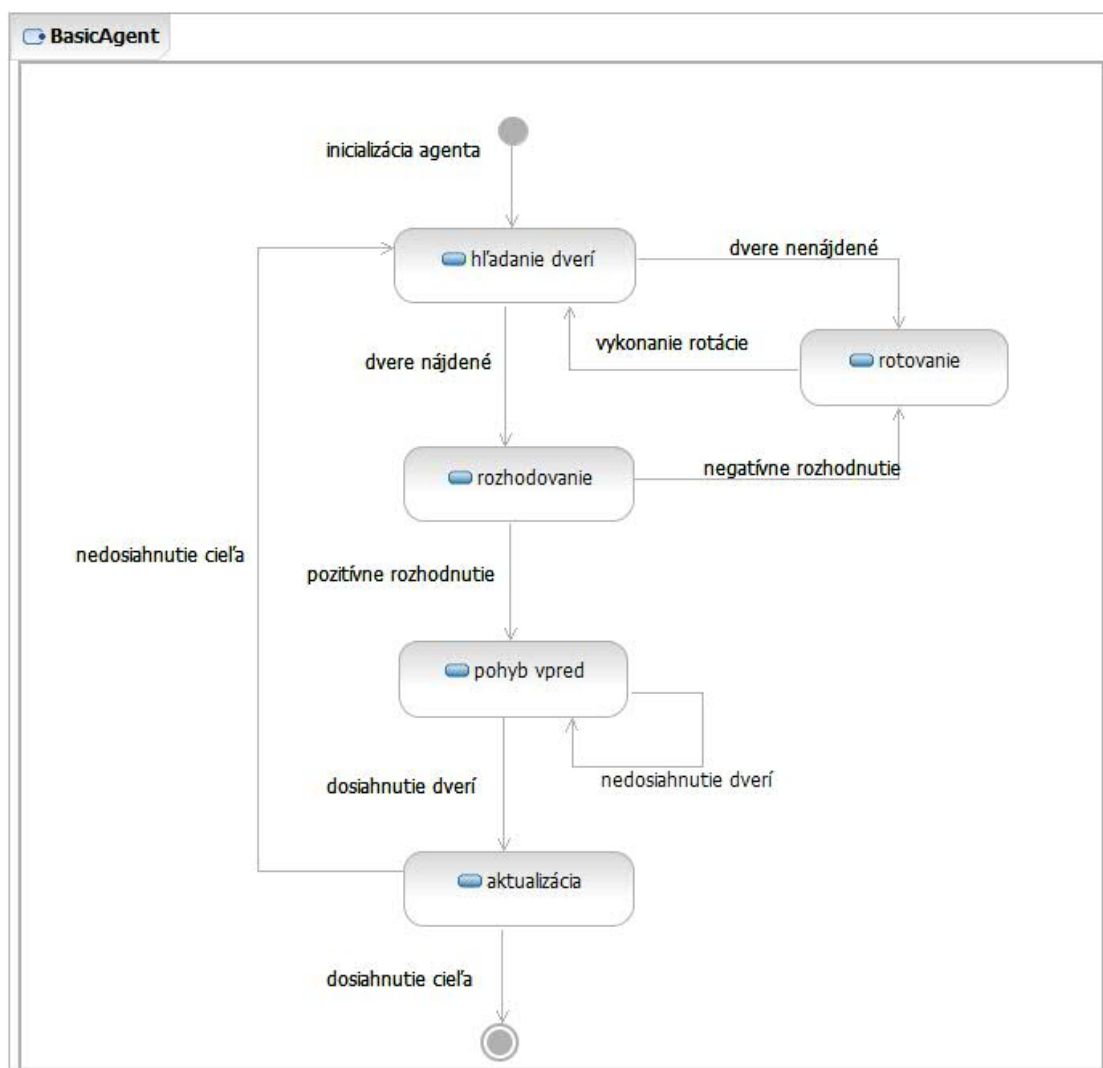 BasicAgent
inicializácia agenta
hľadanie dverí
dvere nenájdené
vykonanie rotácie
rotovanie
dvere nájdené
rozhodovanie
negatívne rozhodnutie
nedosiahnutie cieľa
pozitívne rozhodnutie
pohyb vpred
nedosiahnutie dverí
dosiahnutie dverí
aktualizácia
dosiahnutie cieľa